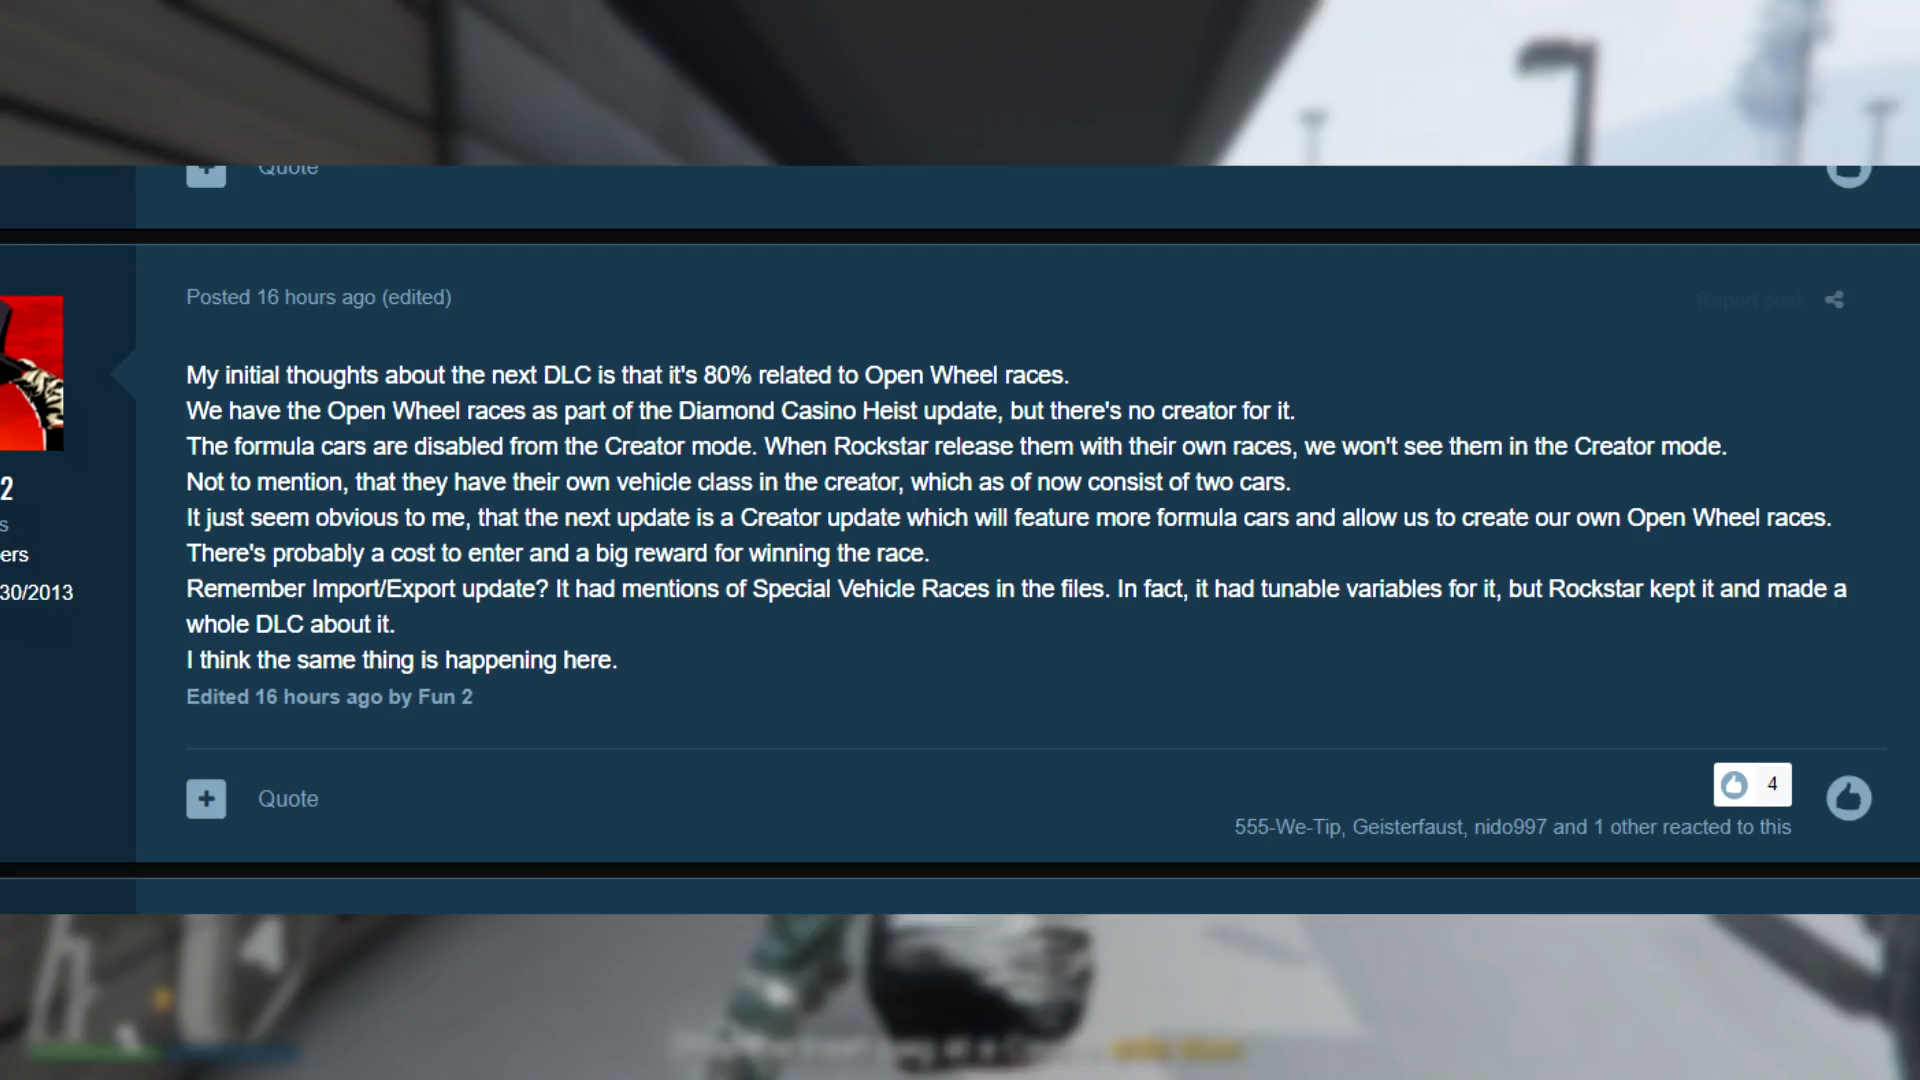 Quote
Posted 16 hours ago (edited)
Report post
My initial thoughts about the next DLC is that it's 80% related to Open Wheel races.
We have the Open Wheel races as part of the Diamond Casino Heist update, but there's no creator for it.
The formula cars are disabled from the Creator mode. When Rockstar release them with their own races, we won't see them in the Creator mode.
2
Not to mention, that they have their own vehicle class in the creator, which as of now consist of two cars.
s
It just seem obvious to me, that the next update is a Creator update which will feature more formula cars and allow us to create our own Open Wheel races.
ers
There's probably a cost to enter and a big reward for winning the race.
30/2013
Remember Import/Export update? It had mentions of Special Vehicle Races in the files. In fact, it had tunable variables for it, but Rockstar kept it and made a
whole DLC about it.
I think the same thing is happening here.
Edited 16 hours ago by Fun 2
4
Quote
555-We-Tip, Geisterfaust, nido997 and 1 other reacted to this